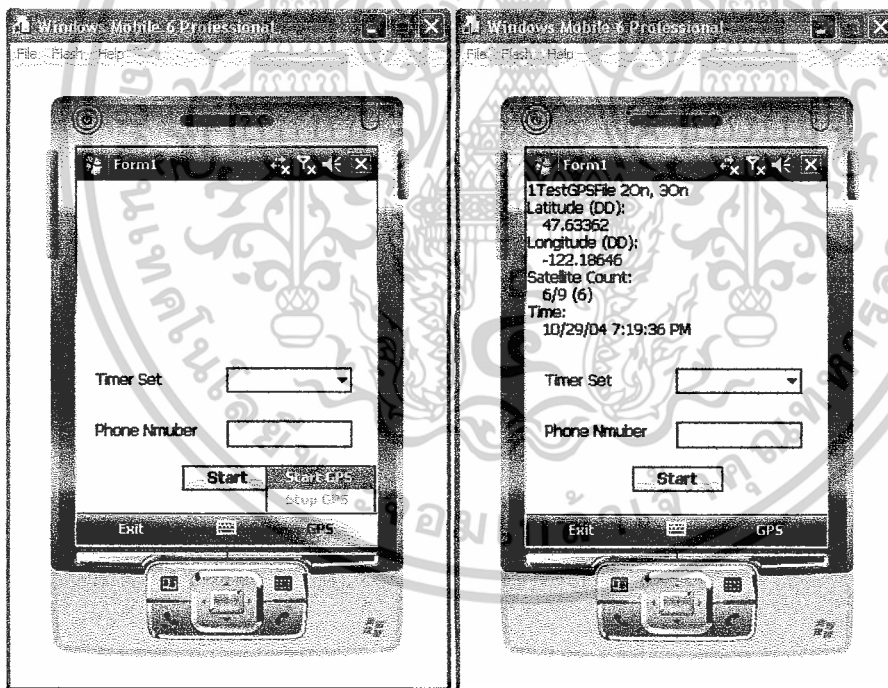 Windows Mobile 6 Professional
File Flash Help
Form1
Timer Set
Phone Nmuber
Start
Start GPS
Stop GPS
Exit
GPS
Windows Mobile 6 Professional
File Flash Help
Form1
1TestGPSFile 2On, 3On
Latitude (DD):
47.63362
Longitude (DD):
-122.18646
Satellite Count:
6/9 (6)
Time:
10/29/04 7:19:36 PM
Timer Set
Phone Nmuber
Start
Exit
GPS